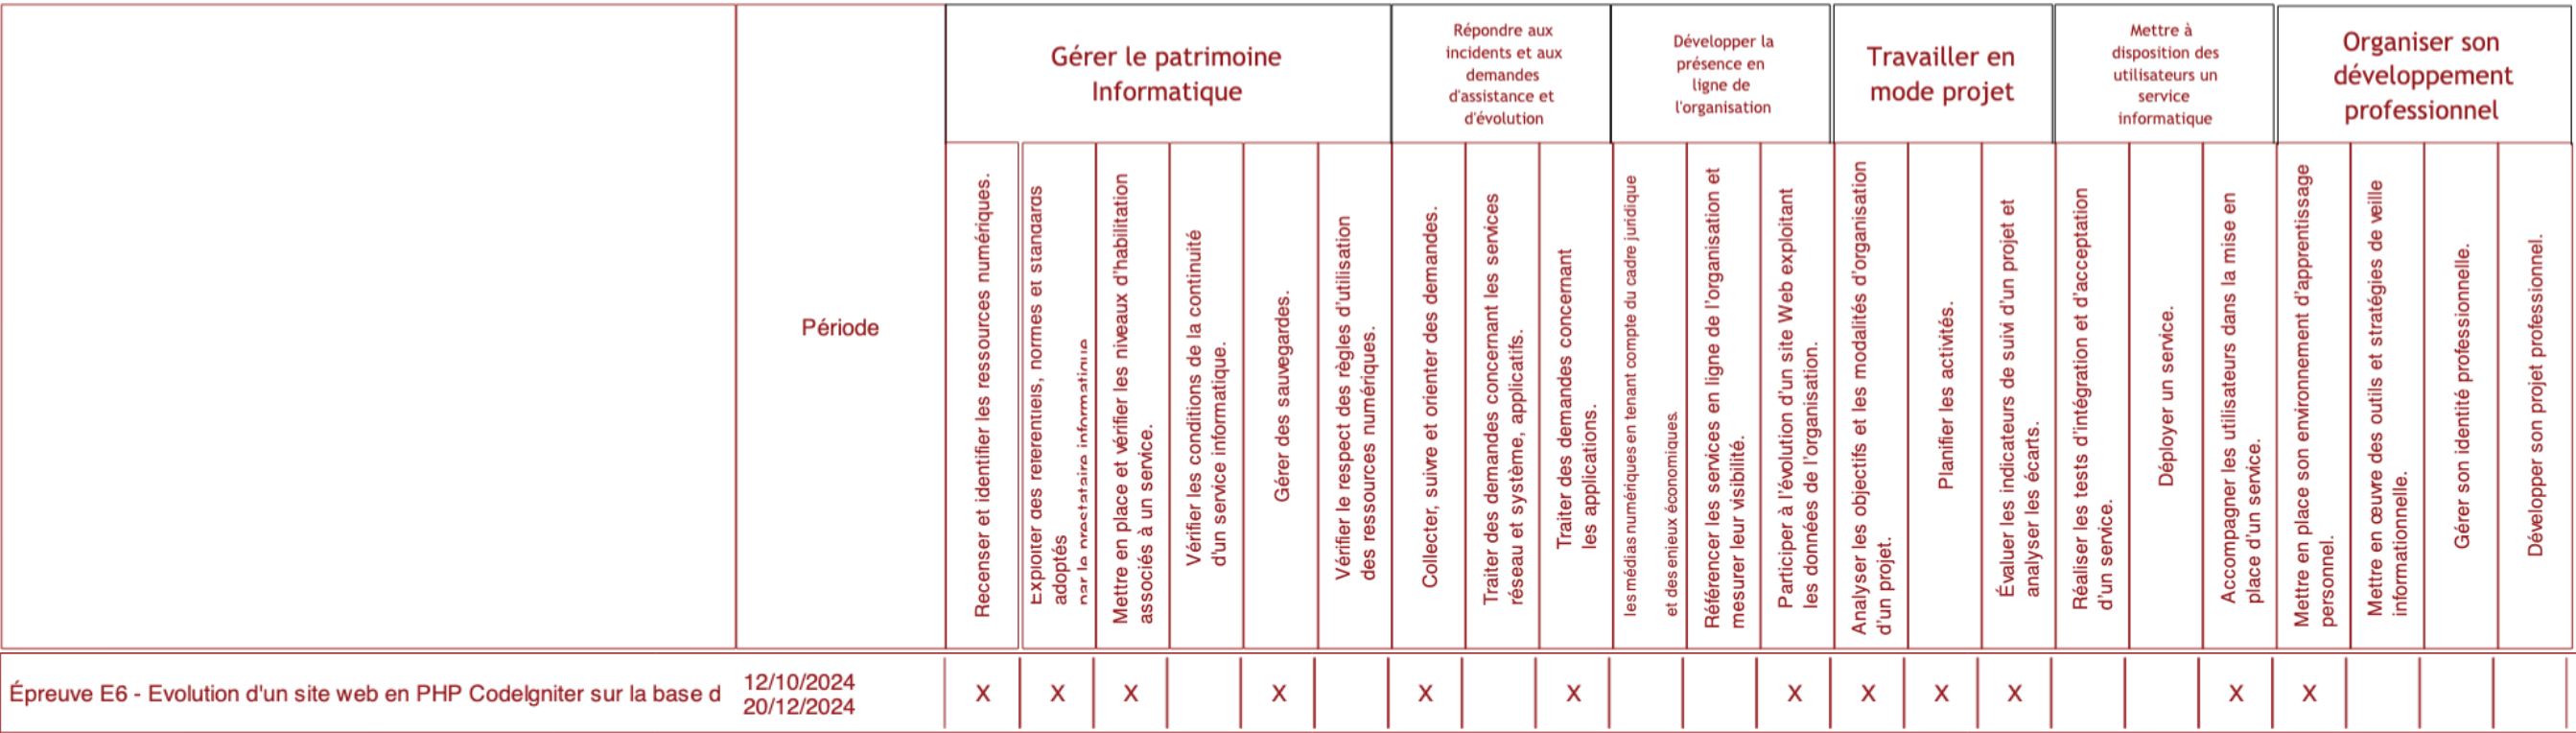 Période
Gérer le patrimoine
Informatique
Répondre aux
incidents et aux
demandes
d'assistance et
d'évolution
Développer la
présence en
ligne de
l'organisation
Travailler en
mode projet
Mettre à
disposition des
utilisateurs un
service
informatique
Organiser son
développement
professionnel
Recenser et identifier les ressources numériques.
Exploiter des référentiels, normes et standards
adoptés
par le prestataire informatique
Mettre en place et vérifier les niveaux d'habilitation
associés à un service.
Vérifier les conditions de la continuité
d'un service informatique.
Gérer des sauvegardes.
Vérifier le respect des règles d'utilisation
des ressources numériques.
Collecter, suivre et orienter des demandes.
Traiter des demandes concernant les services
réseau et système, applicatifs.
Traiter des demandes concernant
les applications.
les médias numériques en tenant compte du cadre juridique
et des enjeux économiques.
Référencer les services en ligne de l'organisation et
mesurer leur visibilité.
Participer à l'évolution d'un site Web exploitant
les données de l'organisation.
Analyser les objectifs et les modalités d'organisation
d'un projet.
Planifier les activités.
Évaluer les indicateurs de suivi d'un projet et
analyser les écarts.
Réaliser les tests d'intégration et d'acceptation
d'un service.
Déployer un service.
Accompagner les utilisateurs dans la mise en
place d'un service.
Mettre en place son environnement d'apprentissage
personnel.
Mettre en œuvre des outils et stratégies de veille
informationnelle.
Gérer son identité professionnelle.
Développer son projet professionnel.
Épreuve E6 - Evolution d'un site web en PHP CodeIgniter sur la base d
12/10/2024
20/12/2024
X X X X X X X X X X X X